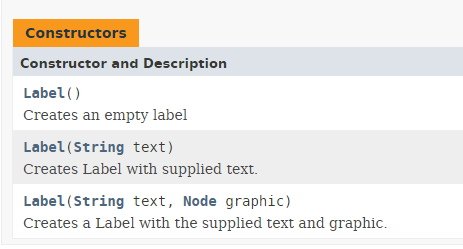 Constructors
Constructor and Description
Label()
Creates an empty label
Label(String text)
Creates Label with supplied text.
Label(String text, Node graphic)
Creates a Label with the supplied text and graphic.